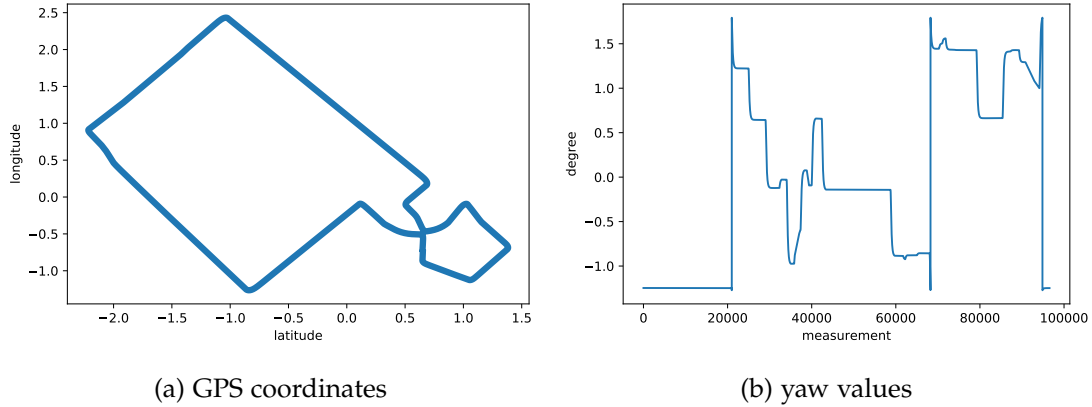 2.5
2.0
1.5
1.0
0.5
0.0
−0.5
−1.0
longitude
−2.0 −1.5 −1.0 −0.5 0.0 0.5 1.0 1.5
latitude
(a) GPS coordinates
1.5
1.0
0.5
0.0
−0.5
−1.0
degree
0 20000 40000 60000 80000 100000
measurement
(b) yaw values